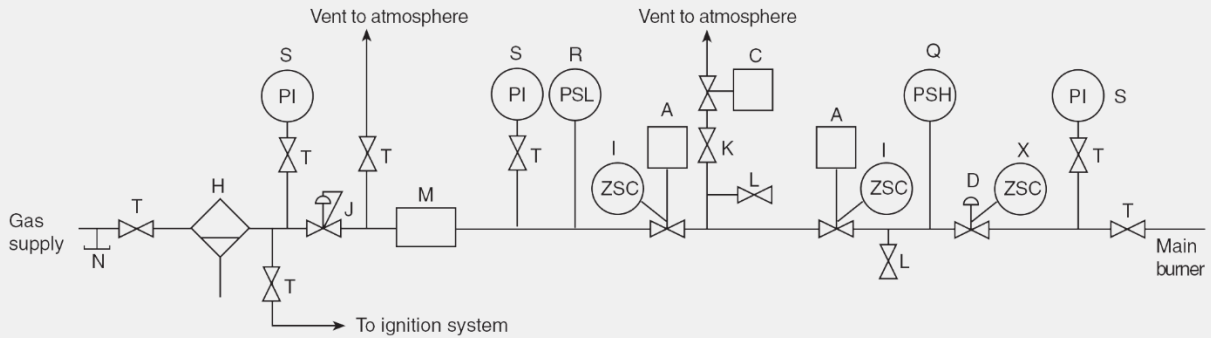 Vent to atmosphere
Vent to atmosphere
S
S
R
C
Q
PI
PI
PSL
PSH
PI
S
A
A
T
T
T
K
I
I
X
T
H
ZSC
ZSC
D
ZSC
L
M
J
T
T
Gas
supply
N
Main
burner
L
T
To ignition system